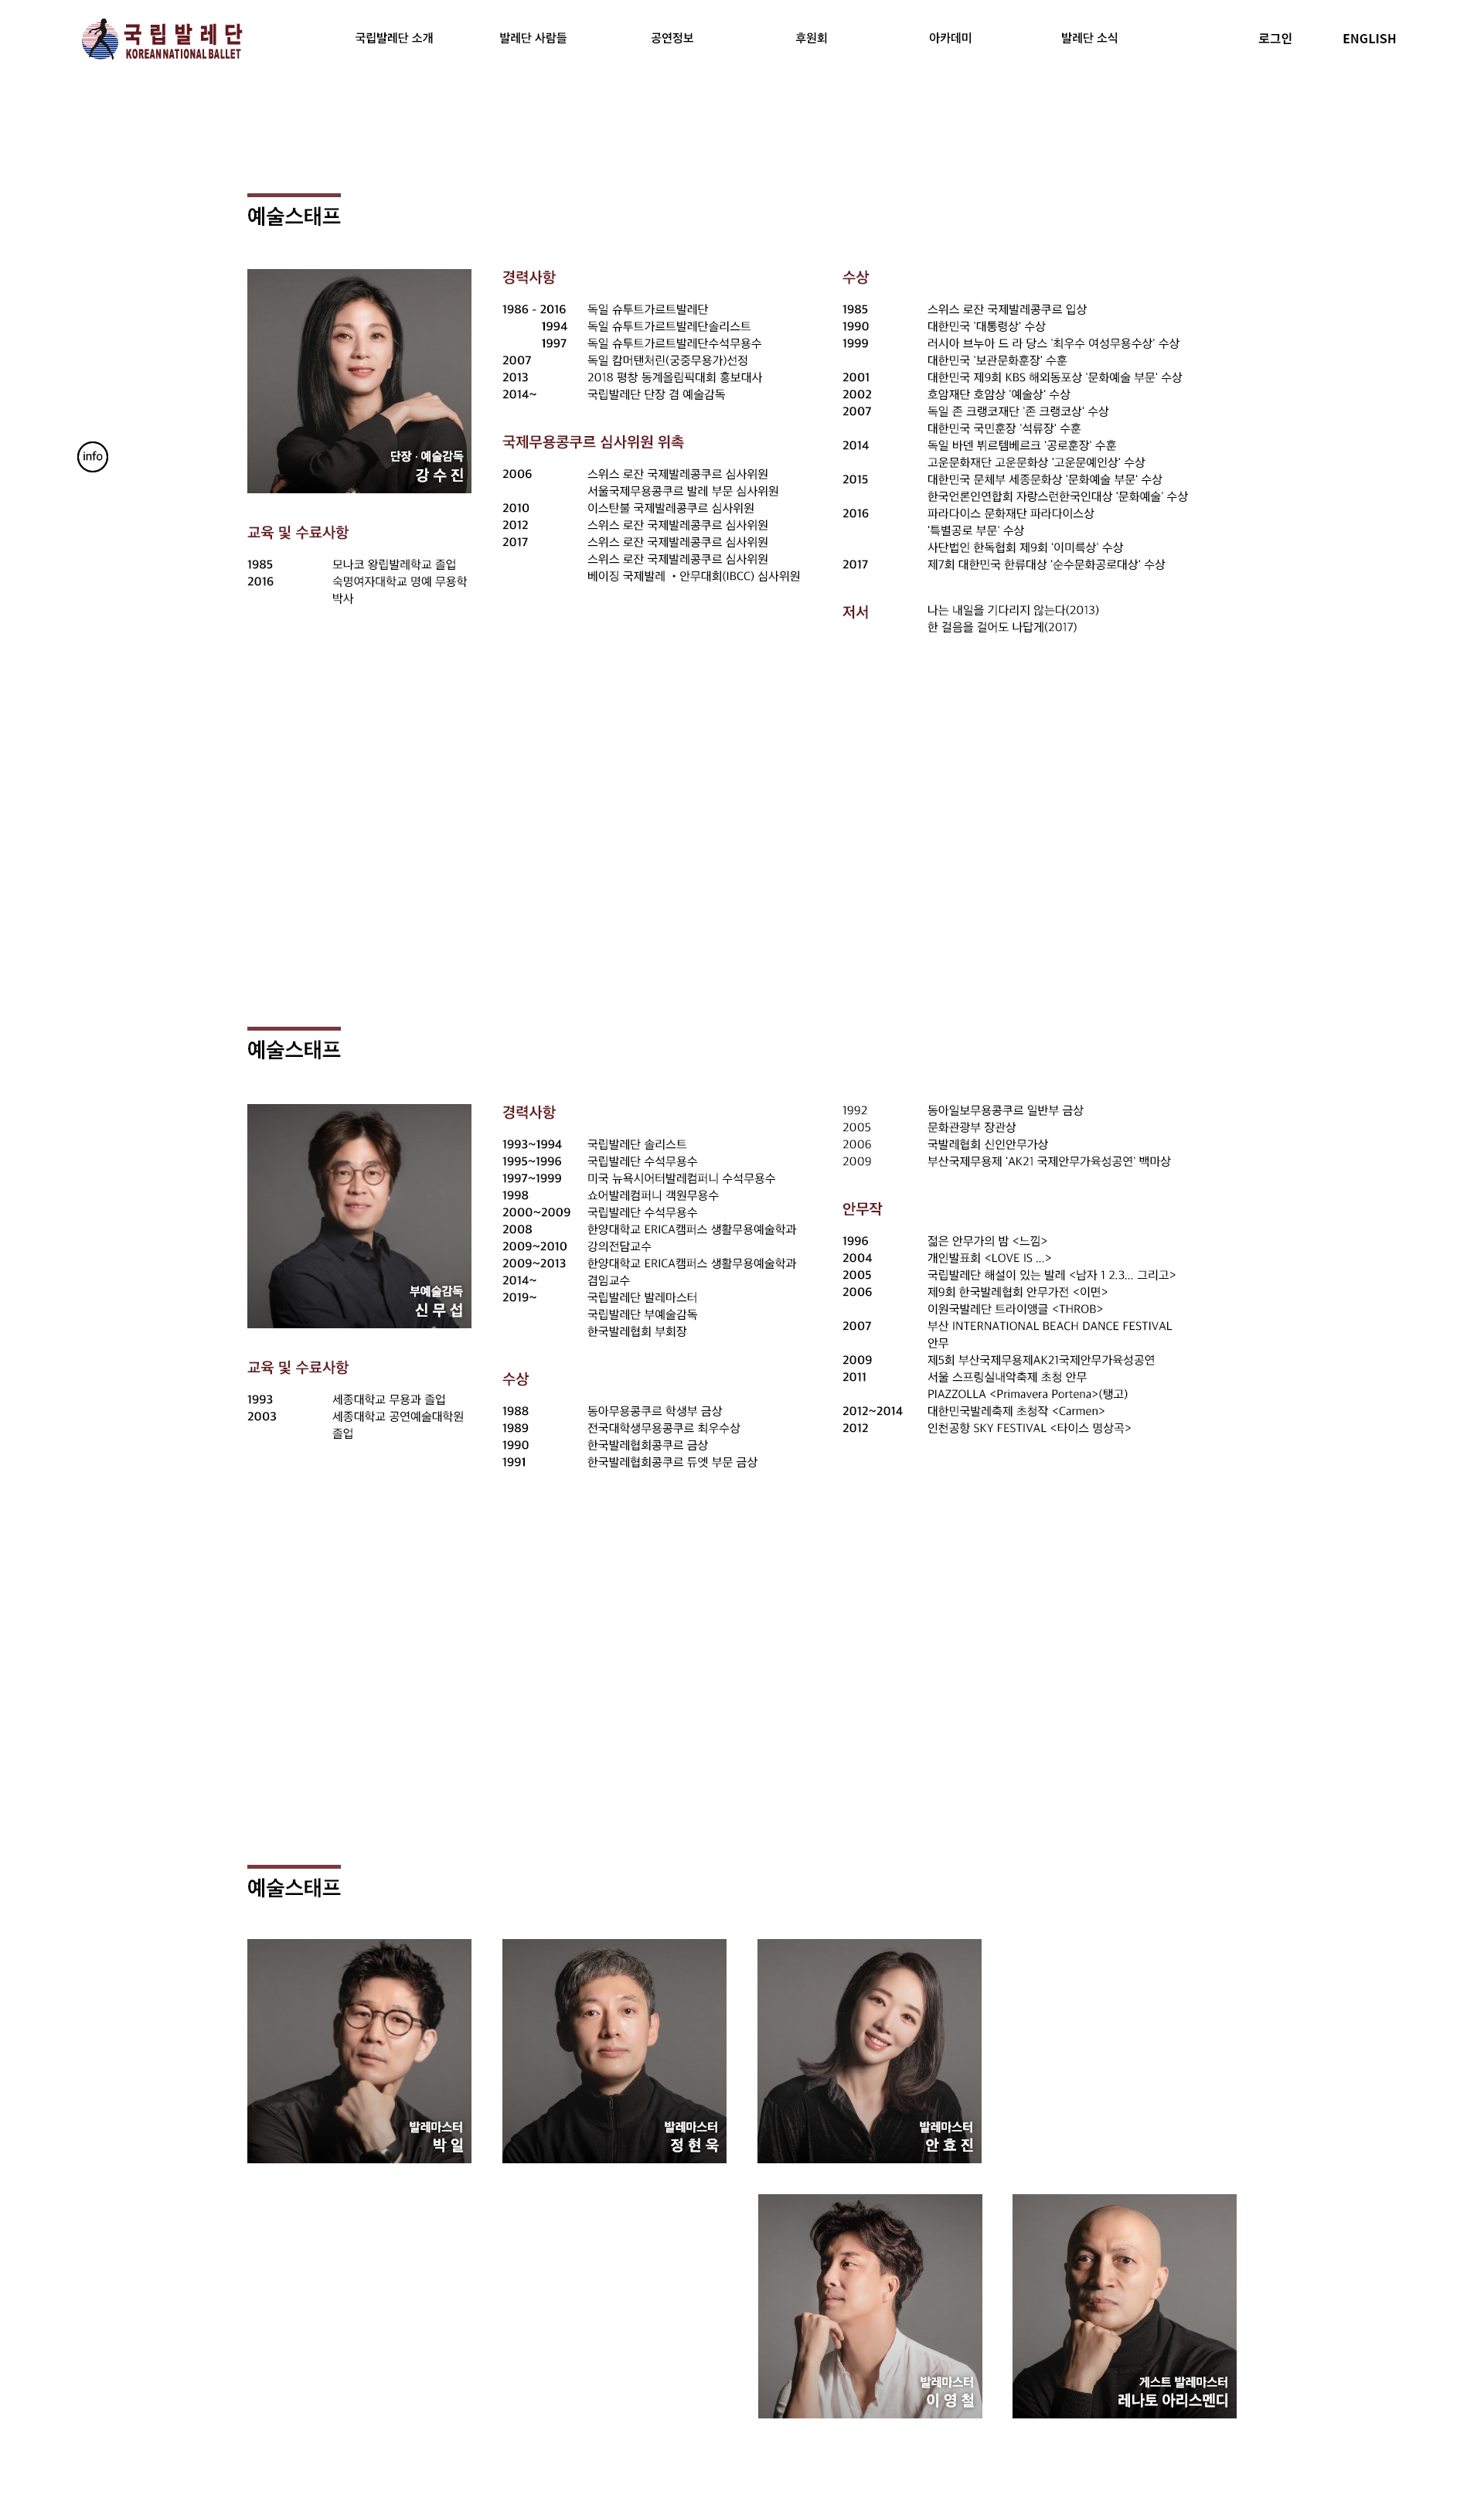 국립발레단
KOREAN NATIONAL BALLET
국립발레단 소개
발레단 사람들
공연정보
후원회
아카데미
발레단 소식
로그인
ENGLISH
info
예술스태프
단장 · 예술감독
강수진
교육 및 수료사항
1985 모나코 왕립발레학교 졸업
2016 숙명여자대학교 명예 무용학
박사
경력사항
1986 - 2016 독일 슈투트가르트발레단
1994 독일 슈투트가르트발레단솔리스트
1997 독일 슈투트가르트발레단수석무용수
2007 독일 캄머탠처린(궁중무용가)선정
2013 2018 평창 동계올림픽대회 홍보대사
2014~ 국립발레단 단장 겸 예술감독
국제무용콩쿠르 심사위원 위촉
2006 스위스 로잔 국제발레콩쿠르 심사위원
서울국제무용콩쿠르 발레 부문 심사위원
2010 이스탄불 국제발레콩쿠르 심사위원
2012 스위스 로잔 국제발레콩쿠르 심사위원
2017 스위스 로잔 국제발레콩쿠르 심사위원
스위스 로잔 국제발레콩쿠르 심사위원
베이징 국제발레 ・안무대회(IBCC) 심사위원
수상
1985 스위스 로잔 국제발레콩쿠르 입상
1990 대한민국 '대통령상' 수상
1999 러시아 브누아 드 라 당스 '최우수 여성무용수상' 수상
대한민국 '보관문화훈장' 수훈
2001 대한민국 제9회 KBS 해외동포상 '문화예술 부문' 수상
2002 호암재단 호암상 '예술상' 수상
2007 독일 존 크랭코재단 '존 크랭코상' 수상
대한민국 국민훈장 '석류장' 수훈
2014 독일 바덴 뷔르템베르크 '공로훈장' 수훈
고운문화재단 고운문화상 '고운문예인상' 수상
2015 대한민국 문체부 세종문화상 '문화예술 부문' 수상
한국언론인연합회 자랑스런한국인대상 '문화예술' 수상
2016 파라다이스 문화재단 파라다이스상
'특별공로 부문' 수상
사단법인 한독협회 제9회 '이미륵상' 수상
2017 제7회 대한민국 한류대상 '순수문화공로대상' 수상
저서 나는 내일을 기다리지 않는다(2013)
한 걸음을 걸어도 나답게(2017)
예술스태프
부예술감독
신무섭
교육 및 수료사항
1993 세종대학교 무용과 졸업
2003 세종대학교 공연예술대학원
졸업
경력사항
1993~1994 국립발레단 솔리스트
1995~1996 국립발레단 수석무용수
1997~1999 미국 뉴욕시어터발레컴퍼니 수석무용수
1998 쇼어발레컴퍼니 객원무용수
2000~2009 국립발레단 수석무용수
2008 한양대학교 ERICA캠퍼스 생활무용예술학과
2009~2010 강의전담교수
2009~2013 한양대학교 ERICA캠퍼스 생활무용예술학과
2014~ 겸임교수
2019~ 국립발레단 발레마스터
국립발레단 부예술감독
한국발레협회 부회장
수상
1988 동아무용콩쿠르 학생부 금상
1989 전국대학생무용콩쿠르 최우수상
1990 한국발레협회콩쿠르 금상
1991 한국발레협회콩쿠르 듀엣 부문 금상
1992 동아일보무용콩쿠르 일반부 금상
2005 문화관광부 장관상
2006 국발레협회 신인안무가상
2009 부산국제무용제 'AK21 국제안무가육성공연' 백마상
안무작
1996 젊은 안무가의 밤 <느낌>
2004 개인발표회 <LOVE IS ...>
2005 국립발레단 해설이 있는 발레 <남자 1 2.3... 그리고>
2006 제9회 한국발레협회 안무가전 <이면>
이원국발레단 트라이앵글 <THROB>
2007 부산 INTERNATIONAL BEACH DANCE FESTIVAL
안무
2009 제5회 부산국제무용제AK21국제안무가육성공연
2011 서울 스프링실내악축제 초청 안무
PIAZZOLLA <Primavera Portena>(탱고)
2012~2014 대한민국발레축제 초청작 <Carmen>
2012 인천공항 SKY FESTIVAL <타이스 명상곡>
예술스태프
발레마스터
박일
발레마스터
정현욱
발레마스터
안효진
발레마스터
이영철
게스트 발레마스터
레나토 아리스멘디